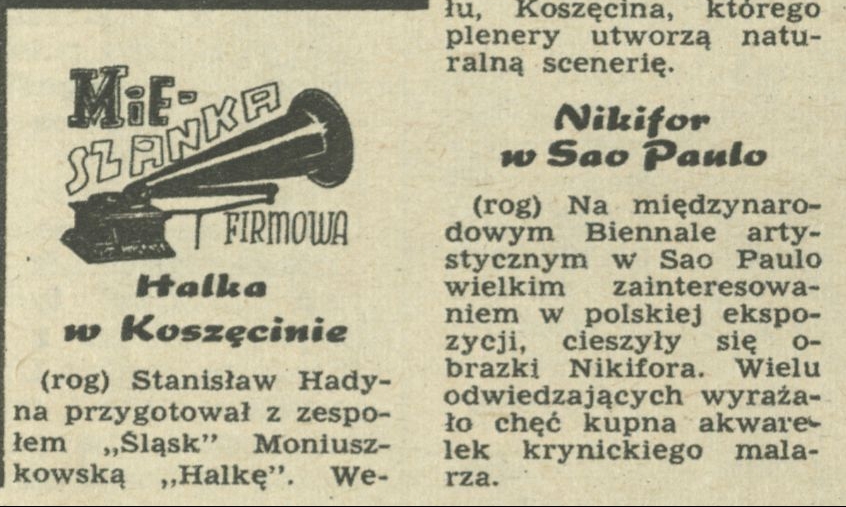 MiE-
SZANKA
FIRMOWA
Halka
w Koszęcinie
(rog) Stanisław Hady-
na przygotował z zespo-
łem „Śląsk” Moniusz-
kowską „Halkę”. We-
łu, Koszęcina, którego
plenery utworzą natu-
ralną scenerię.
Nikifor
w Sao Paulo
(rog) Na międzynaro-
dowym Biennale arty-
stycznym w Sao Paulo
wielkim zainteresowa-
niem w polskiej ekspo-
zycji, cieszyły się o-
brazki Nikifora. Wielu
odwiedzających wyraża-
ło chęć kupna akware-
lek krynickiego mala-
rza.